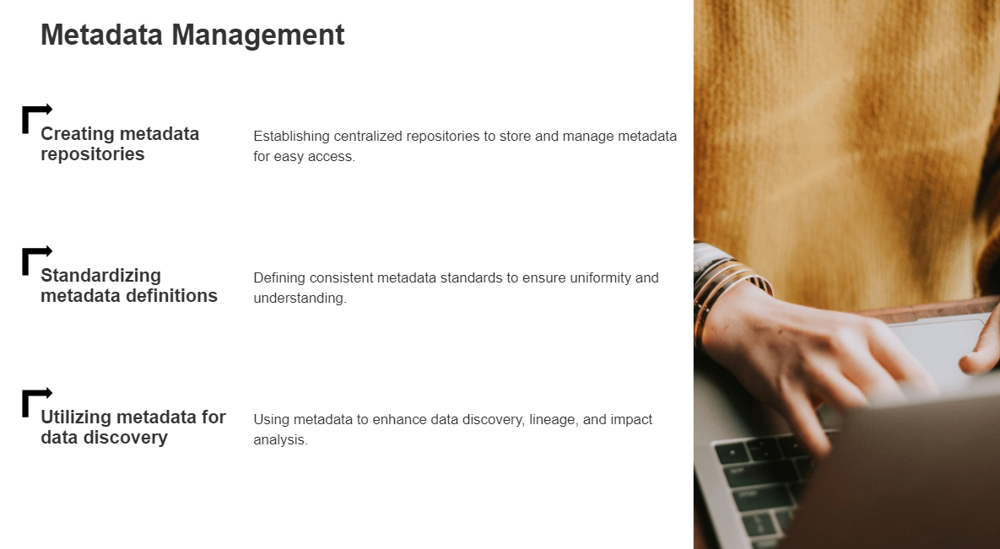 Metadata Management
Creating metadata
repositories
Establishing centralized repositories to store and manage metadata
for easy access.
Standardizing
metadata definitions
Defining consistent metadata standards to ensure uniformity and
understanding.
Utilizing metadata for
data discovery
Using metadata to enhance data discovery, lineage, and impact
analysis.